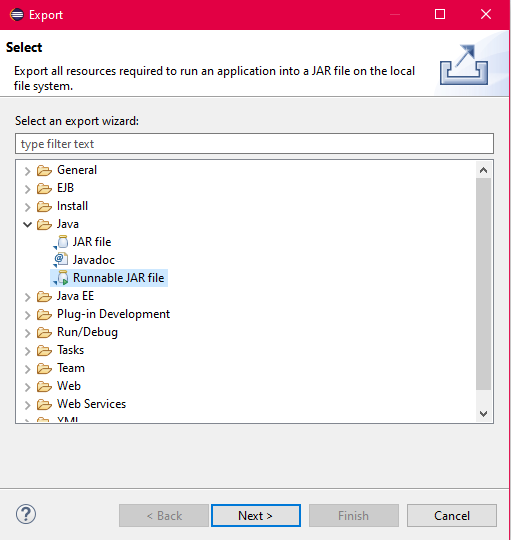 Export
Select
Export all resources required to run an application into a JAR file on the local
file system.
Select an export wizard:
type filter text
General
EJB
Install
Java
JAR file
Javadoc
Runnable JAR file
Java EE
Plug-in Development
Run/Debug
Tasks
Team
Web
Web Services
XML
< Back
Next >
Finish
Cancel